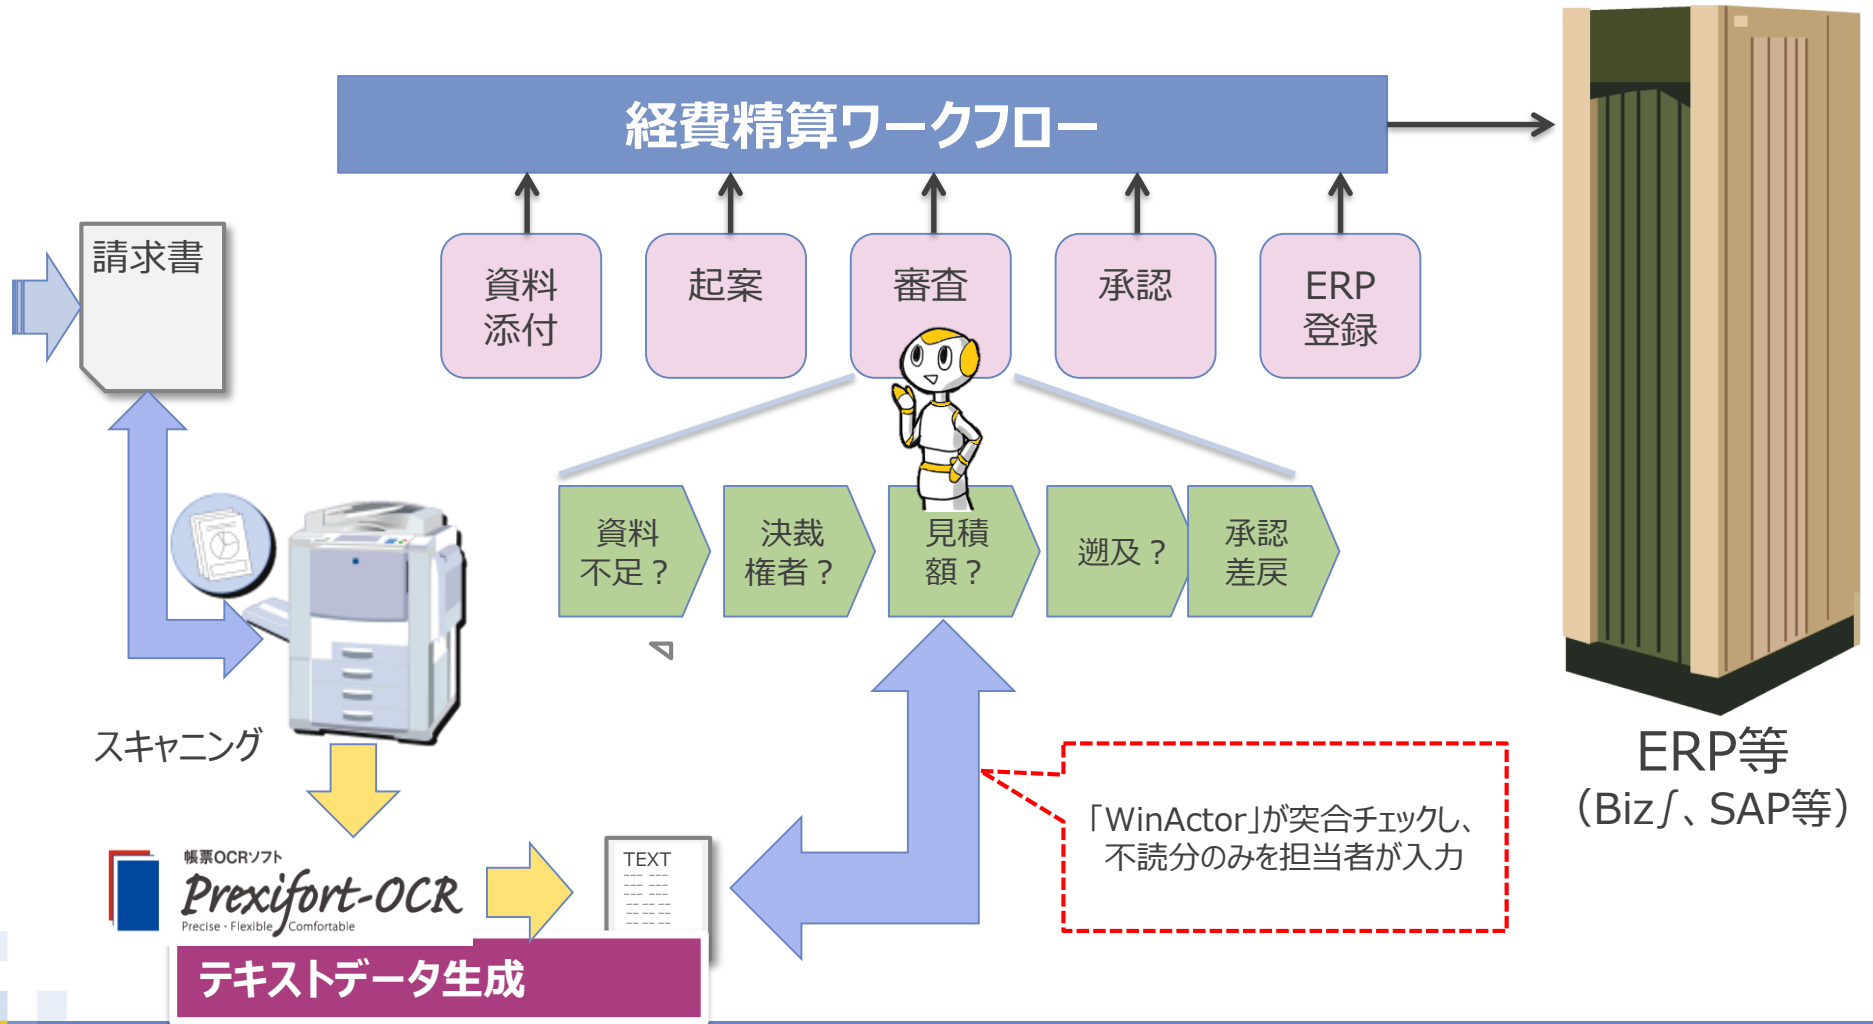 経費精算ワークフロー
請求書
資料
添付
起案
審査
承認
ERP
登録
資料
不足？
決裁
権者？
見積
額？
遡及？
承認
差戻
スキャニング
ERP等
（Biz∫、SAP等）
「WinActor」が突合チェックし、
不読分のみを担当者が入力
帳票OCRソフト
Prexifort-OCR
Precise・Flexible Comfortable
TEXT
テキストデータ生成